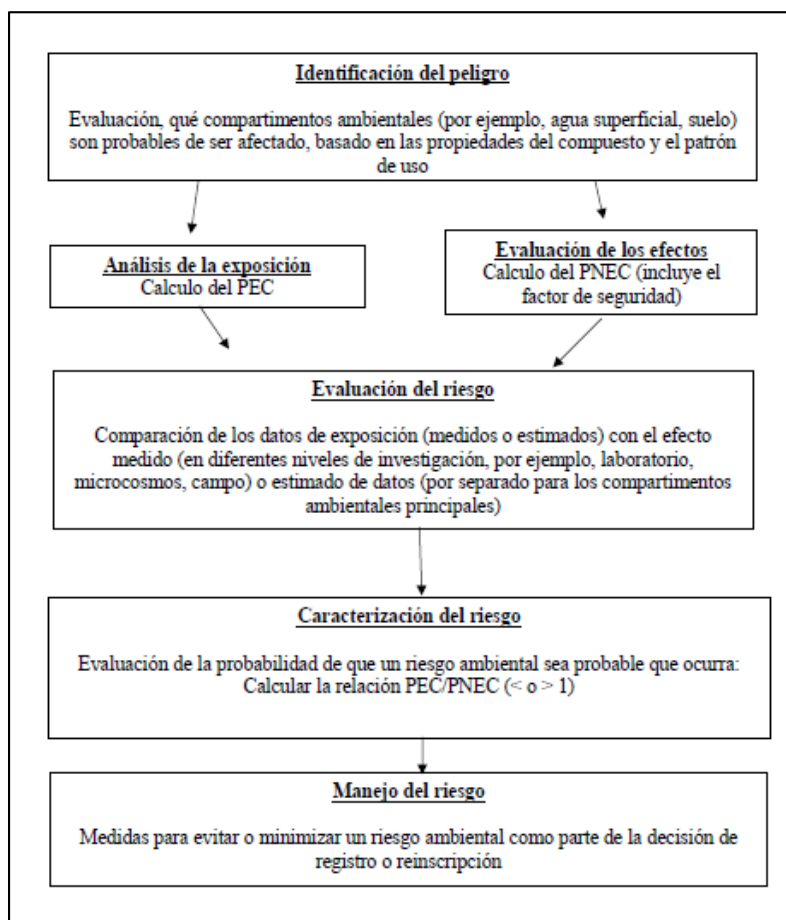 Identificación del peligro
Evaluación, qué compartimentos ambientales (por ejemplo, agua superficial, suelo)
son probables de ser afectado, basado en las propiedades del compuesto y el patrón
de uso
Análisis de la exposición
Calculo del PEC
Evaluación de los efectos
Calculo del PNEC (incluye el
factor de seguridad)
Evaluación del riesgo
Comparación de los datos de exposición (medidos o estimados) con el efecto
medido (en diferentes niveles de investigación, por ejemplo, laboratorio,
microcosmos, campo) o estimado de datos (por separado para los compartimentos
ambientales principales)
Caracterización del riesgo
Evaluación de la probabilidad de que un riesgo ambiental sea probable que ocurra:
Calcular la relación PEC/PNEC (< o > 1)
Manejo del riesgo
Medidas para evitar o minimizar un riesgo ambiental como parte de la decisión de
registro o reinscripción